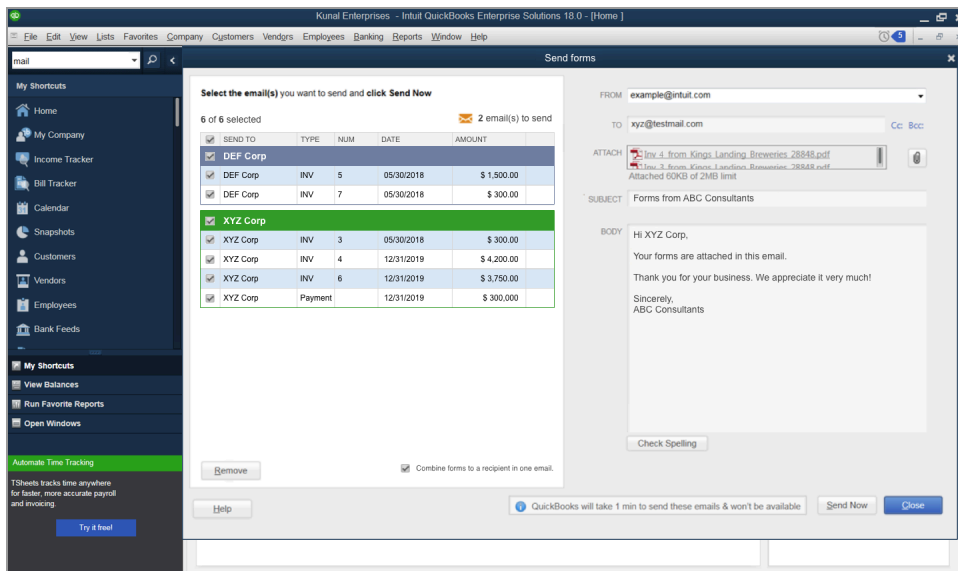 Kunal Enterprises - Intuit QuickBooks Enterprise Solutions 18.0 - [Home ]
File Edit View Lists Favorites Company Customers Vendors Employees Banking Reports Window Help
5
mail
Send forms
My Shortcuts
Home
My Company
Income Tracker
Bill Tracker
Calendar
Snapshots
Customers
Vendors
Employees
Bank Feeds
My Shortcuts
View Balances
Run Favorite Reports
Open Windows
Automate Time Tracking
TSheets tracks time anywhere
for faster, more accurate payroll
and invoicing.
Try it free!
Select the email(s) you want to send and click Send Now
6 of 6 selected 2 email(s) to send
SEND TO TYPE NUM DATE AMOUNT
DEF Corp
DEF Corp INV 5 05/30/2018 $ 1,500.00
DEF Corp INV 7 05/30/2018 $ 300.00
XYZ Corp
XYZ Corp INV 3 05/30/2018 $ 300.00
XYZ Corp INV 4 12/31/2019 $ 4,200.00
XYZ Corp INV 6 12/31/2019 $ 3,750.00
XYZ Corp Payment 12/31/2019 $ 300,000
Remove
Combine forms to a recipient in one email.
Help
FROM example@intuit.com
TO xyz@testmail.com Cc Bcc
ATTACH Inv_4_from_Kings_Landing_Breweries_28848.pdf
Inv_3_from_Kings_Landing_Breweries_28848.pdf
Attached 60KB of 2MB limit
SUBJECT Forms from ABC Consultants
BODY Hi XYZ Corp,
Your forms are attached in this email.
Thank you for your business. We appreciate it very much!
Sincerely,
ABC Consultants
Check Spelling
QuickBooks will take 1 min to send these emails & won't be available
Send Now
Close